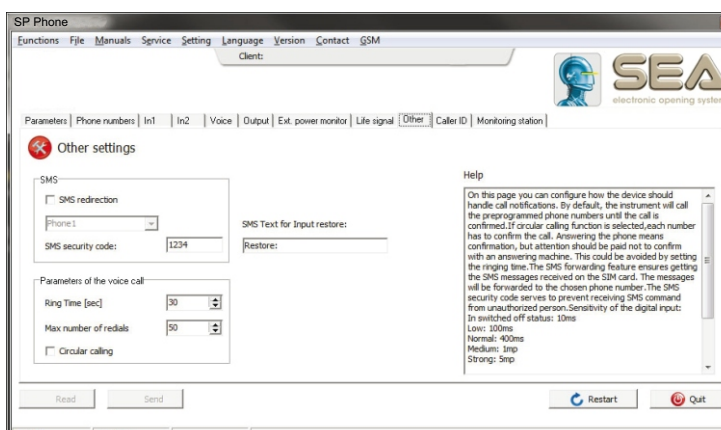 SP Phone
Functions File Manuals Service Setting Language Version Contact GSM
Client:
SEA
electronic opening system
Parameters Phone numbers In1 In2 Voice Output Ext. power monitor Life signal Other Caller ID Monitoring station
Other settings
SMS
SMS redirection
Phone1
SMS security code: 1234
SMS Text for Input restore:
Restore:
Parameters of the voice call
Ring Time [sec] 30
Max number of redials 50
Circular calling
Help
On this page you can configure how the device should
handle call notifications. By default, the instrument will call
the preprogrammed phone numbers until the call is
confirmed.If circular calling function is selected,each number
has to confirm the call. Answering the phone means
confirmation, but attention should be paid not to confirm
with an answering machine. This could be avoided by setting
the ringing time.The SMS forwarding feature ensures getting
the SMS messages received on the SIM card. The messages
will be forwarded to the chosen phone number.The SMS
security code serves to prevent receiving SMS command
from unauthorized person.Sensitivity of the digital input:
In switched off status: 10ms
Low: 100ms
Normal: 400ms
Medium: 1mp
Strong: 5mp
Read Send Restart Quit